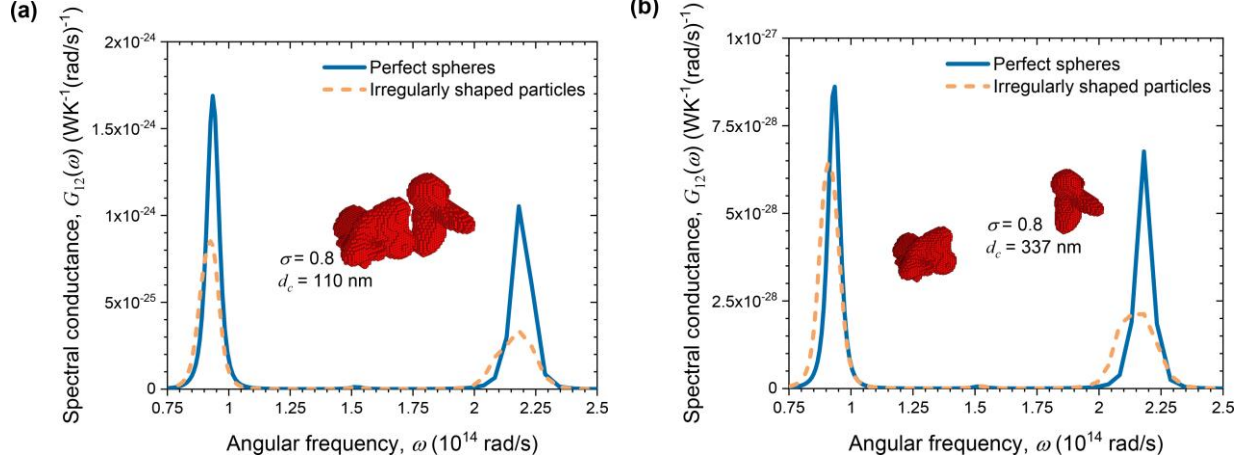 (a)
Spectral conductance, G₁₂(ω) (WK⁻¹(rad/s)⁻¹)
2x10⁻²⁴
1.5x10⁻²⁴
1x10⁻²⁴
5x10⁻²⁵
0
Perfect spheres
Irregularly shaped particles
σ = 0.8
d_c = 110 nm
0.75 1 1.25 1.5 1.75 2 2.25 2.5
Angular frequency, ω (10¹⁴ rad/s)
(b)
Spectral conductance, G₁₂(ω) (WK⁻¹(rad/s)⁻¹)
1x10⁻²⁷
7.5x10⁻²⁸
5x10⁻²⁸
2.5x10⁻²⁸
0
Perfect spheres
Irregularly shaped particles
σ = 0.8
d_c = 337 nm
0.75 1 1.25 1.5 1.75 2 2.25 2.5
Angular frequency, ω (10¹⁴ rad/s)